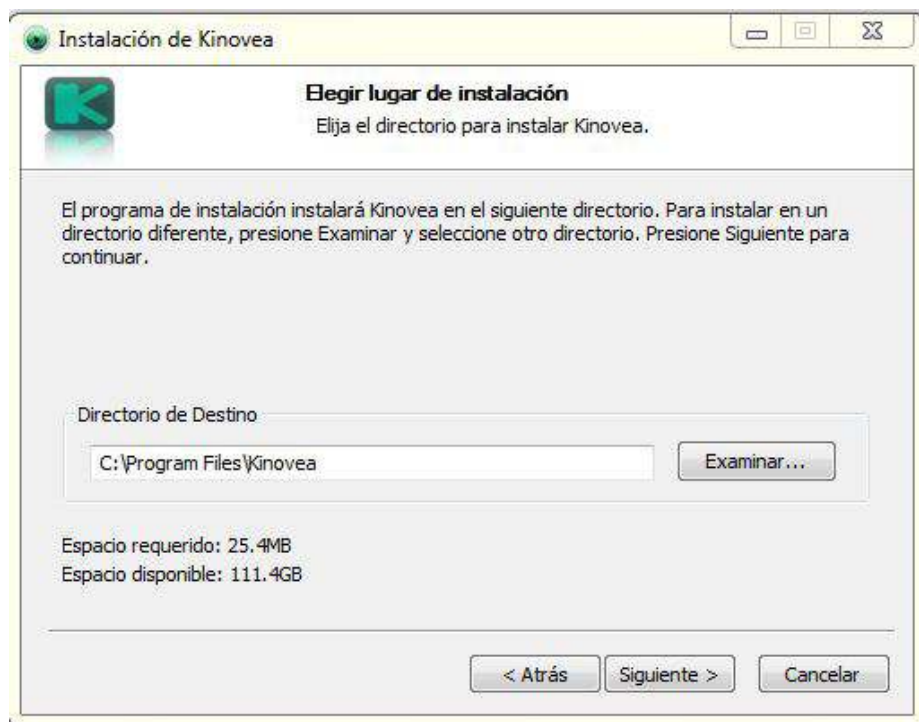 Instalación de Kinovea
Elegir lugar de instalación
Elija el directorio para instalar Kinovea.
El programa de instalación instalará Kinovea en el siguiente directorio. Para instalar en un
directorio diferente, presione Examinar y seleccione otro directorio. Presione Siguiente para
continuar.
Directorio de Destino
C:\Program Files\Kinovea
Examinar...
Espacio requerido: 25.4MB
Espacio disponible: 111.4GB
< Atrás
Siguiente >
Cancelar